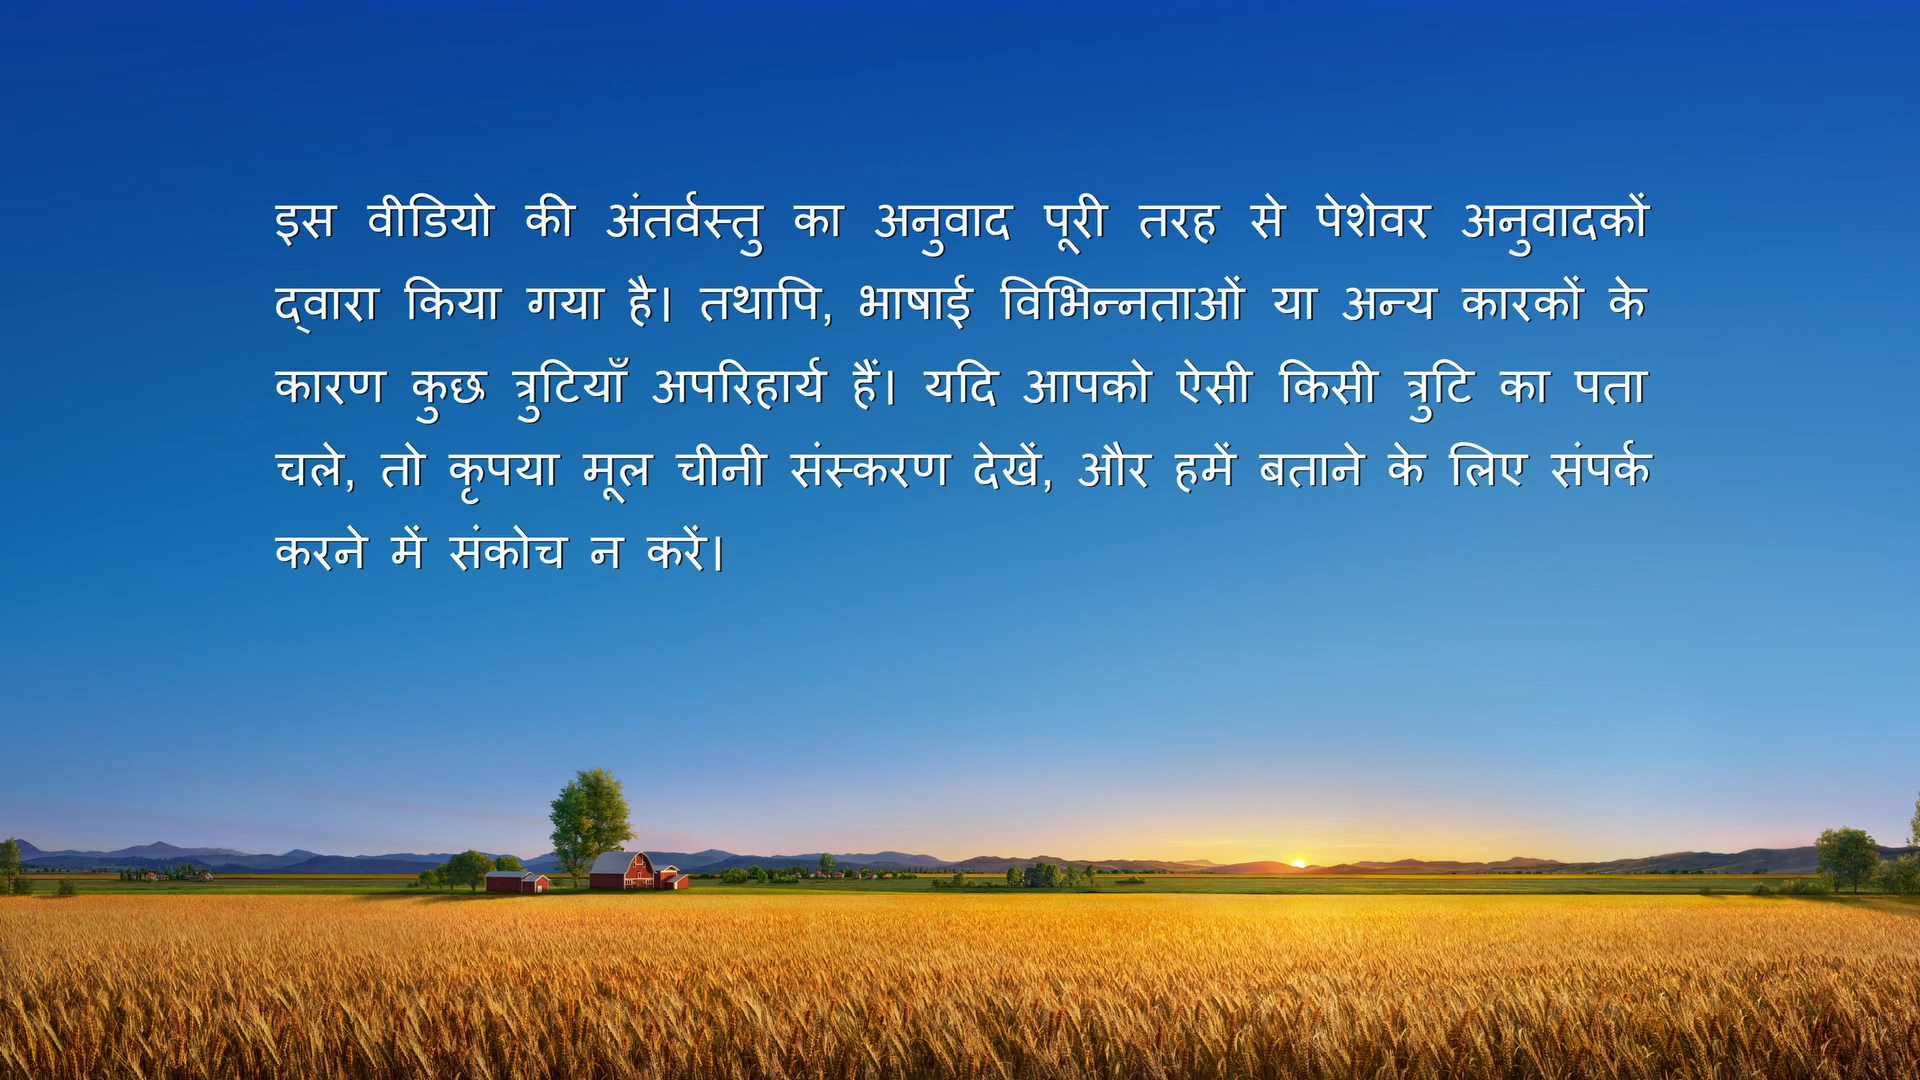 इस वीडियो की अंतर्वस्तु का अनुवाद पूरी तरह से पेशेवर अनुवादकों
द्वारा किया गया है। तथापि, भाषाई विभिन्नताओं या अन्य कारकों के
कारण कुछ त्रुटियाँ अपरिहार्य हैं। यदि आपको ऐसी किसी त्रुटि का पता
चले, तो कृपया मूल चीनी संस्करण देखें, और हमें बताने के लिए संपर्क
करने में संकोच न करें।